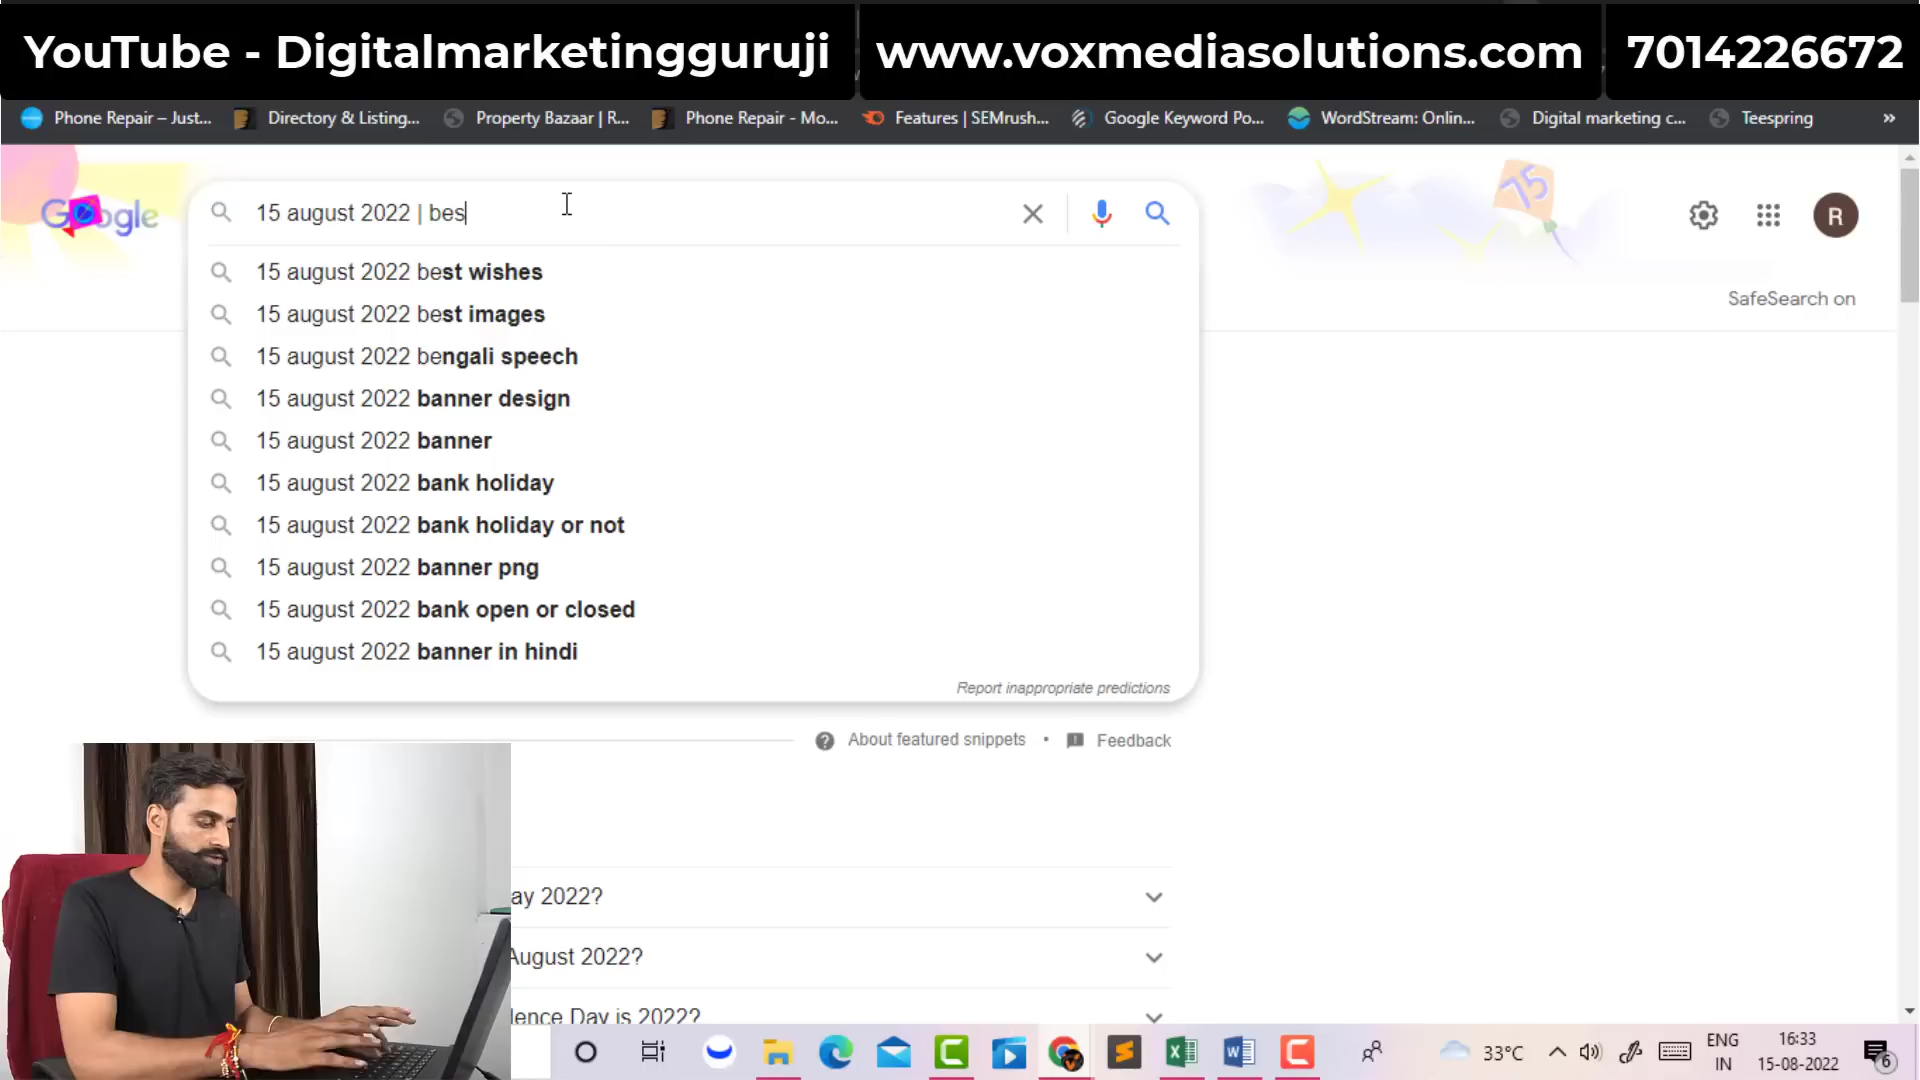 YouTube - Digitalmarketingguruji
www.voxmediasolutions.com
7014226672
Phone Repair – Just...
Directory & Listing...
Property Bazaar | R...
Phone Repair - Mo...
Features | SEMrush...
Google Keyword Po...
WordStream: Onlin...
Digital marketing c...
Teespring
»
Google
15 august 2022 | bes
75
R
SafeSearch on
15 august 2022 best wishes
15 august 2022 best images
15 august 2022 bengali speech
15 august 2022 banner design
15 august 2022 banner
15 august 2022 bank holiday
15 august 2022 bank holiday or not
15 august 2022 banner png
15 august 2022 bank open or closed
15 august 2022 banner in hindi
Report inappropriate predictions
About featured snippets • Feedback
ay 2022?
August 2022?
lence Day is 2022?
33°C
ENG
IN
16:33
15-08-2022
6